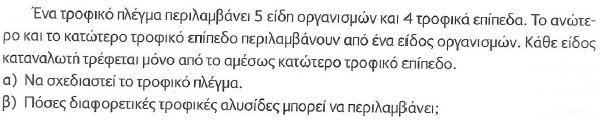 Ένα τροφικό πλέγμα περιλαμβάνει 5 είδη οργανισμών και 4 τροφικά επίπεδα. Το ανώτε-
ρο και το κατώτερο τροφικό επίπεδο περιλαμβάνουν από ένα είδος οργανισμών. Κάθε είδος
καταναλωτή τρέφεται μόνο από το αμέσως κατώτερο τροφικό επίπεδο.
α) Να σχεδιαστεί το τροφικό πλέγμα.
β) Πόσες διαφορετικές τροφικές αλυσίδες μπορεί να περιλαμβάνει;